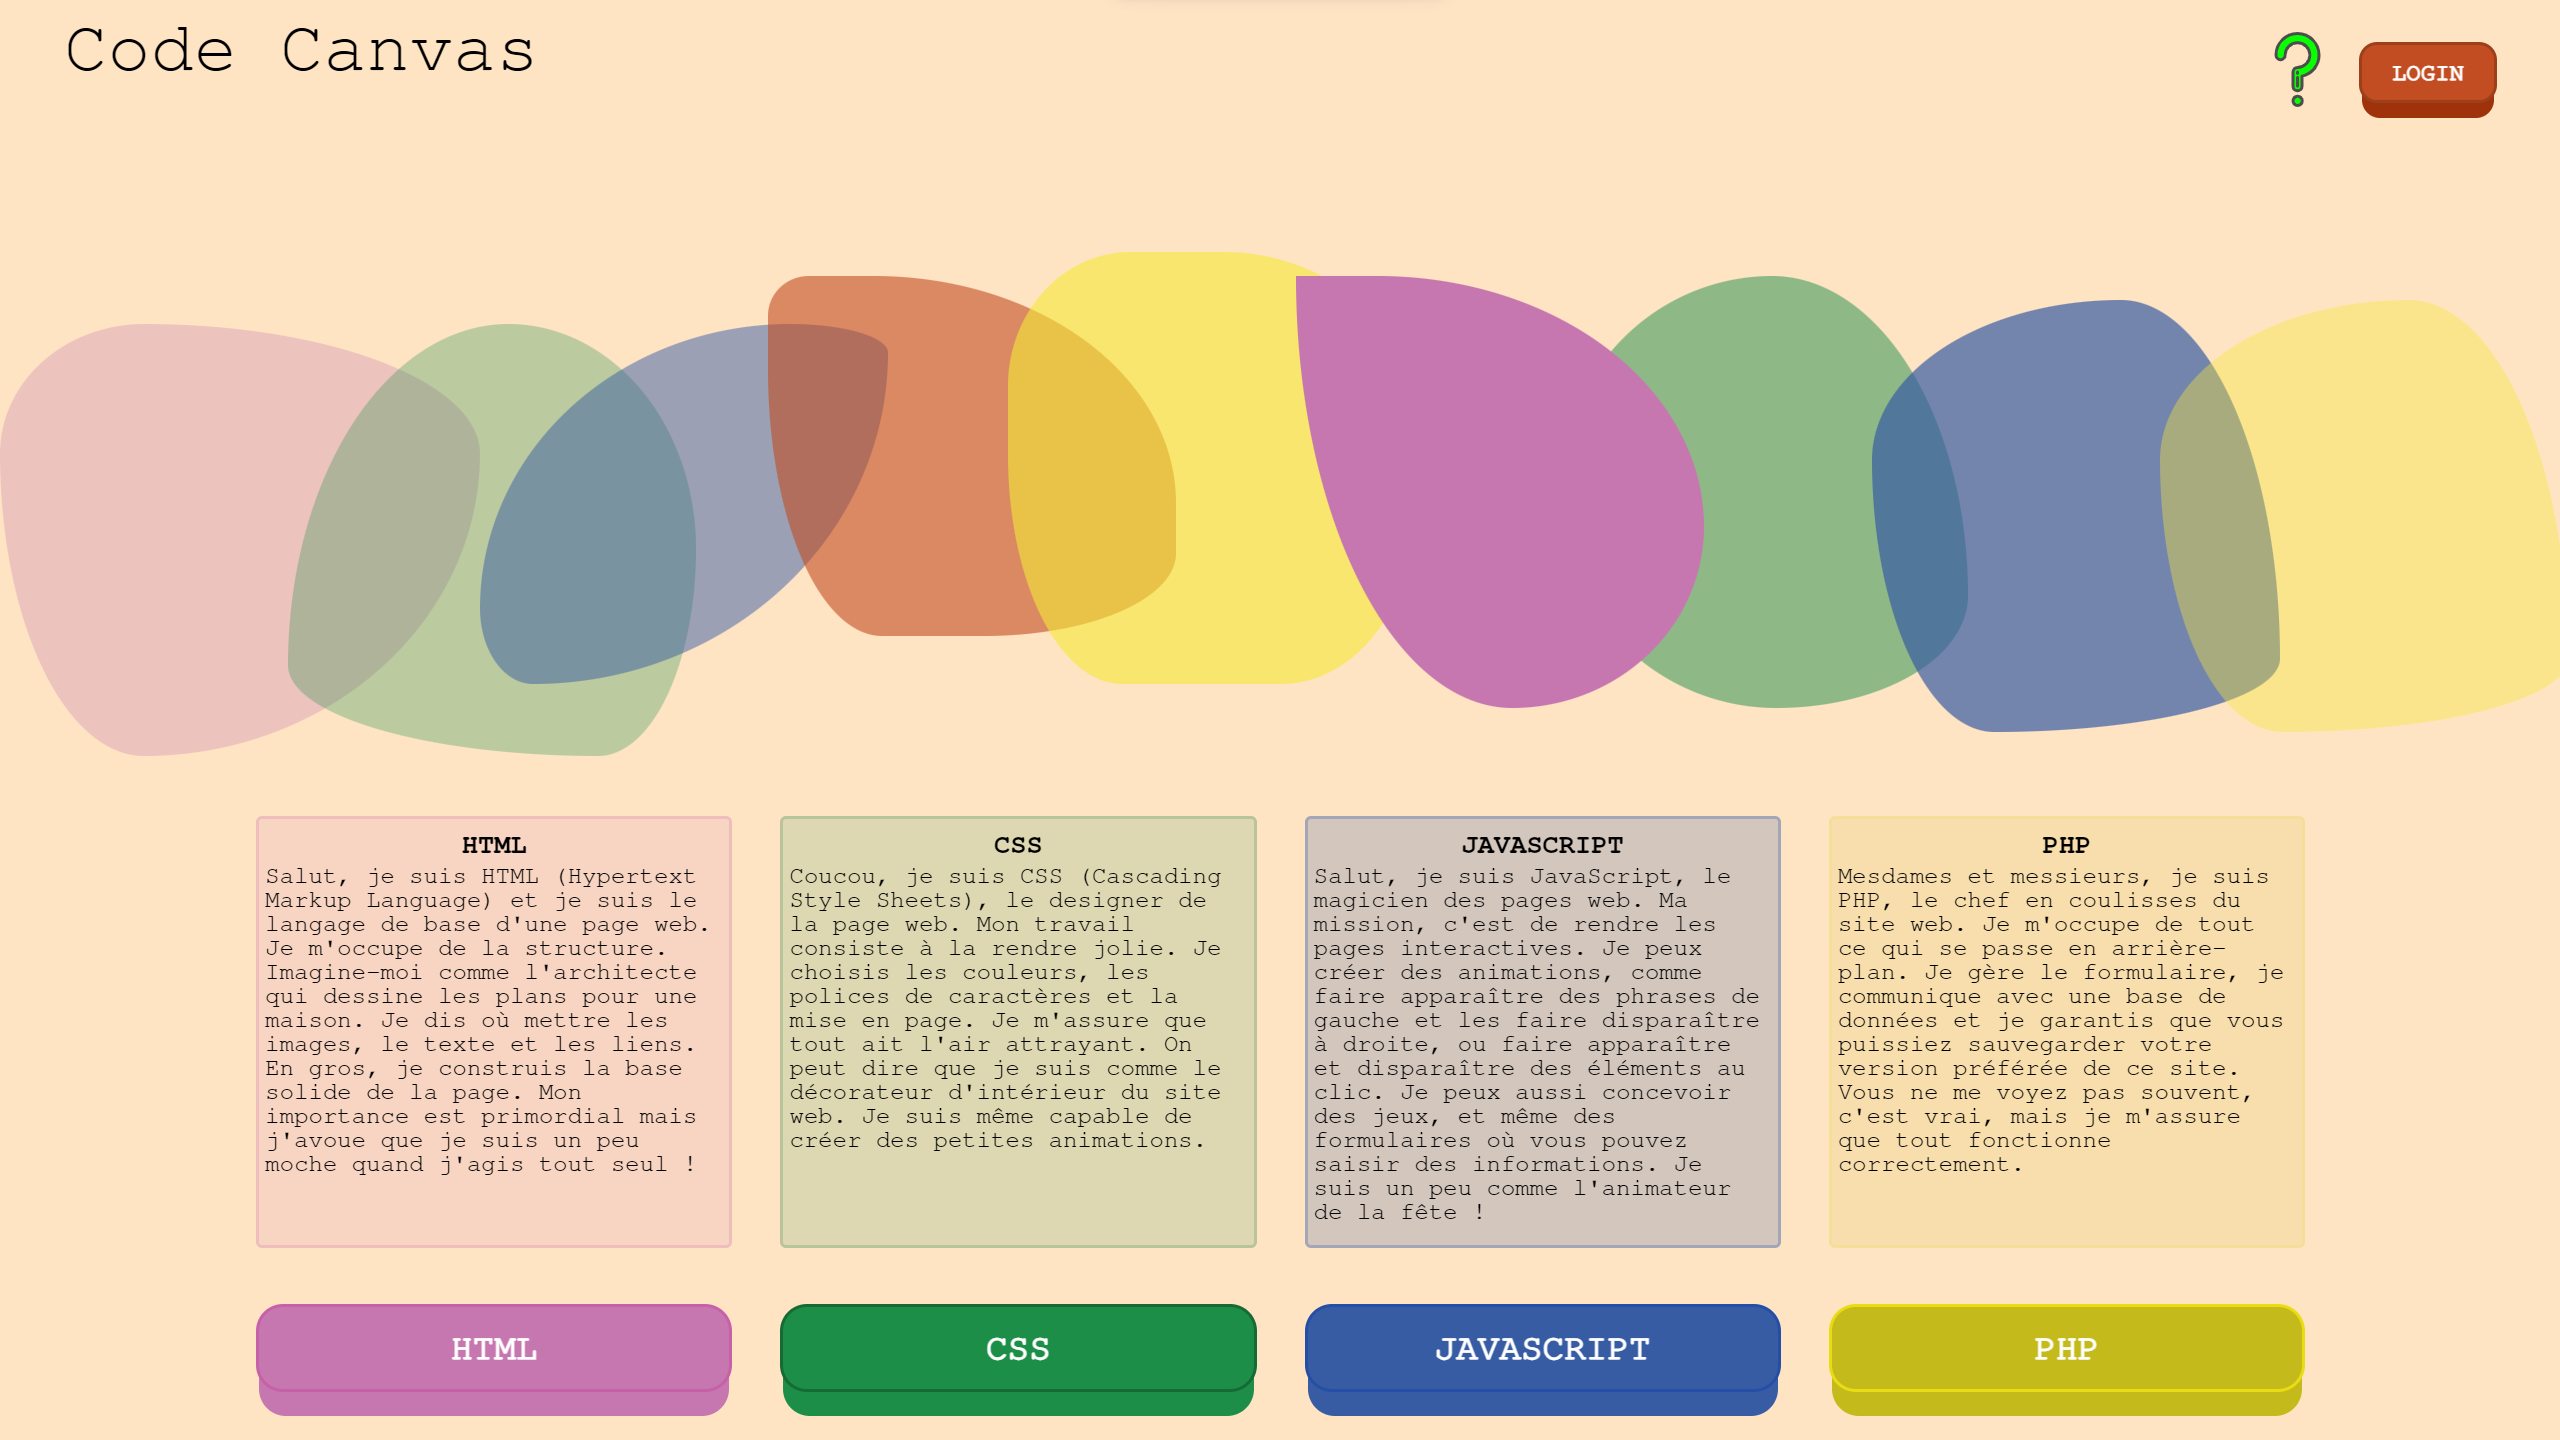 Code Canvas
LOGIN
HTML
Salut, je suis HTML (Hypertext
Markup Language) et je suis le
langage de base d'une page web.
Je m'occupe de la structure.
Imagine-moi comme l'architecte
qui dessine les plans pour une
maison. Je dis où mettre les
images, le texte et les liens.
En gros, je construis la base
solide de la page. Mon
importance est primordial mais
j'avoue que je suis un peu
moche quand j'agis tout seul !
CSS
Coucou, je suis CSS (Cascading
Style Sheets), le designer de
la page web. Mon travail
consiste à la rendre jolie. Je
choisis les couleurs, les
polices de caractères et la
mise en page. Je m'assure que
tout ait l'air attrayant. On
peut dire que je suis comme le
décorateur d'intérieur du site
web. Je suis même capable de
créer des petites animations.
JAVASCRIPT
Salut, je suis JavaScript, le
magicien des pages web. Ma
mission, c'est de rendre les
pages interactives. Je peux
créer des animations, comme
faire apparaître des phrases de
gauche et les faire disparaître
à droite, ou faire apparaître
et disparaître des éléments au
clic. Je peux aussi concevoir
des jeux, et même des
formulaires où vous pouvez
saisir des informations. Je
suis un peu comme l'animateur
de la fête !
PHP
Mesdames et messieurs, je suis
PHP, le chef en coulisses du
site web. Je m'occupe de tout
ce qui se passe en arrière-
plan. Je gère le formulaire, je
communique avec une base de
données et je garantis que vous
puissiez sauvegarder votre
version préférée de ce site.
Vous ne me voyez pas souvent,
c'est vrai, mais je m'assure
que tout fonctionne
correctement.
HTML
CSS
JAVASCRIPT
PHP